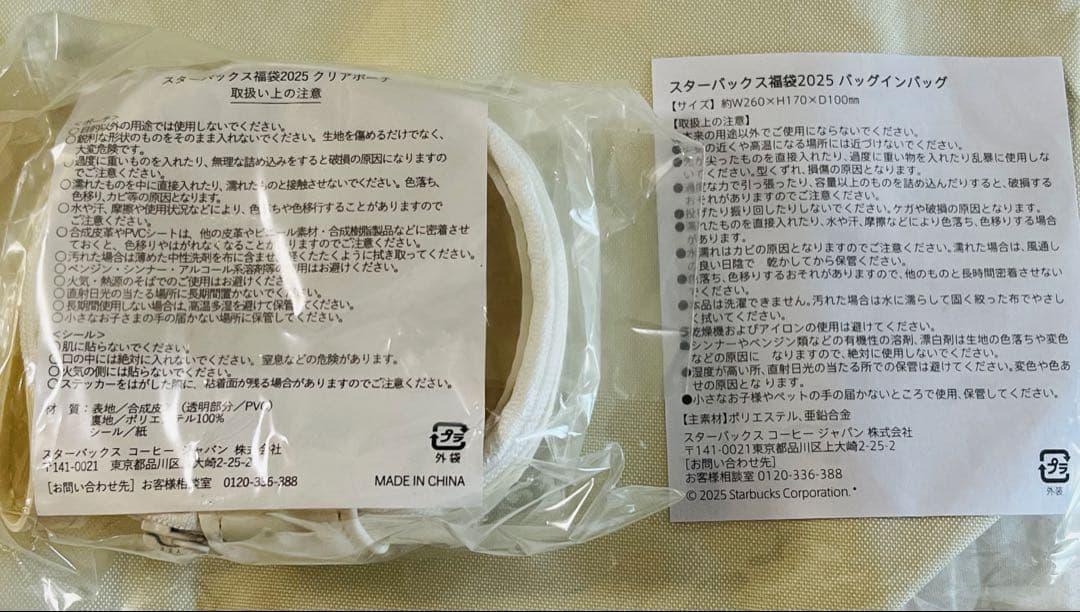 スターバックス福袋2025 クリアポーチ
取扱い上の注意
<ポーチ>
○目的以外の用途では使用しないでください。
○鋭利な形状のものをそのまま入れないでください。生地を傷めるだけでなく、
大変危険です。
○過度に重いものを入れたり、無理な詰め込みをすると破損の原因になりますの
でご注意ください。
○濡れたものを中に直接入れたり、濡れたものと接触させないでください。色落ち、
色移り、カビ等の原因となります。
○水や汗、摩擦や使用状況などにより、色落ちや色移行することがありますので
ご注意ください。
○合成皮革やPVCシートは、他の皮革やビニール素材・合成樹脂製品などに密着させ
ておくと、色移りやはがれなくなることがありますのでご注意ください。
○汚れた場合は薄めた中性洗剤を布に含ませ、軽くたたくように拭き取ってください。
○ベンジン・シンナー・アルコール系溶剤等の使用はお避けください。
○火気・熱源のそばでのご使用はお避けください。
○直射日光の当たる場所に長期間置かないでください。
○長期間使用しない場合は、高温多湿を避けて保管してください。
○小さなお子さまの手の届かない場所に保管してください。
<シール>
○肌に貼らないでください。
○口の中には絶対に入れないでください。窒息などの危険があります。
○火気の側には貼らないでください。
○ステッカーをはがした際に、粘着面が残る場合がありますのでご注意ください。
材 質:表地/合成皮革(透明部分/PVC)
裏地/ポリエステル100%
シール/紙
スターバックス コーヒー ジャパン 株式会社
〒141-0021 東京都品川区上大崎2-25-2
[お問い合わせ先] お客様相談室 0120-336-388
プラ
外袋
MADE IN CHINA
スターバックス福袋2025 バッグインバッグ
【サイズ】約W260×H170×D100mm
【取扱上の注意】
●本来の用途以外でご使用にならないでください。
●火の近くや高温になる場所には近づけないでください。
●先が尖ったものを直接入れたり、過度に重い物を入れたり乱暴に使用しな
いでください。型くずれ、損傷の原因となります。
●過度な力で引っ張ったり、容量以上のものを詰め込んだりすると、破損する
おそれがありますのでご注意ください。
●投げたり振り回したりしないでください。ケガや破損の原因となります。
●濡れたものを直接入れたり、水や汗、摩擦などにより色落ち、色移りする場合
があります。
●水濡れはカビの原因となりますのでご注意ください。濡れた場合は、風通し
の良い日陰で 乾かしてから保管ください。
●色落ち、色移りするおそれがありますので、他のものと長時間密着させない
でください。
●本品は洗濯できません。汚れた場合は水に濡らして固く絞った布でやさし
く拭いてください。
●乾燥機およびアイロンの使用は避けてください。
●シンナーやベンジン類などの有機性の溶剤、漂白剤は生地の色落ちや変色
などの原因に なりますので、絶対に使用しないでください。
●湿度が高い所、直射日光の当たる所での保管は避けてください。変色や色あ
せの原因となります。
●小さなお子様やペットの手の届かないところで使用、保管してください。
【主素材】ポリエステル、亜鉛合金
スターバックス コーヒー ジャパン 株式会社
〒141-0021東京都品川区上大崎2-25-2
[お問い合わせ先]
お客様相談室 0120-336-388
© 2025 Starbucks Corporation.
プラ
外装